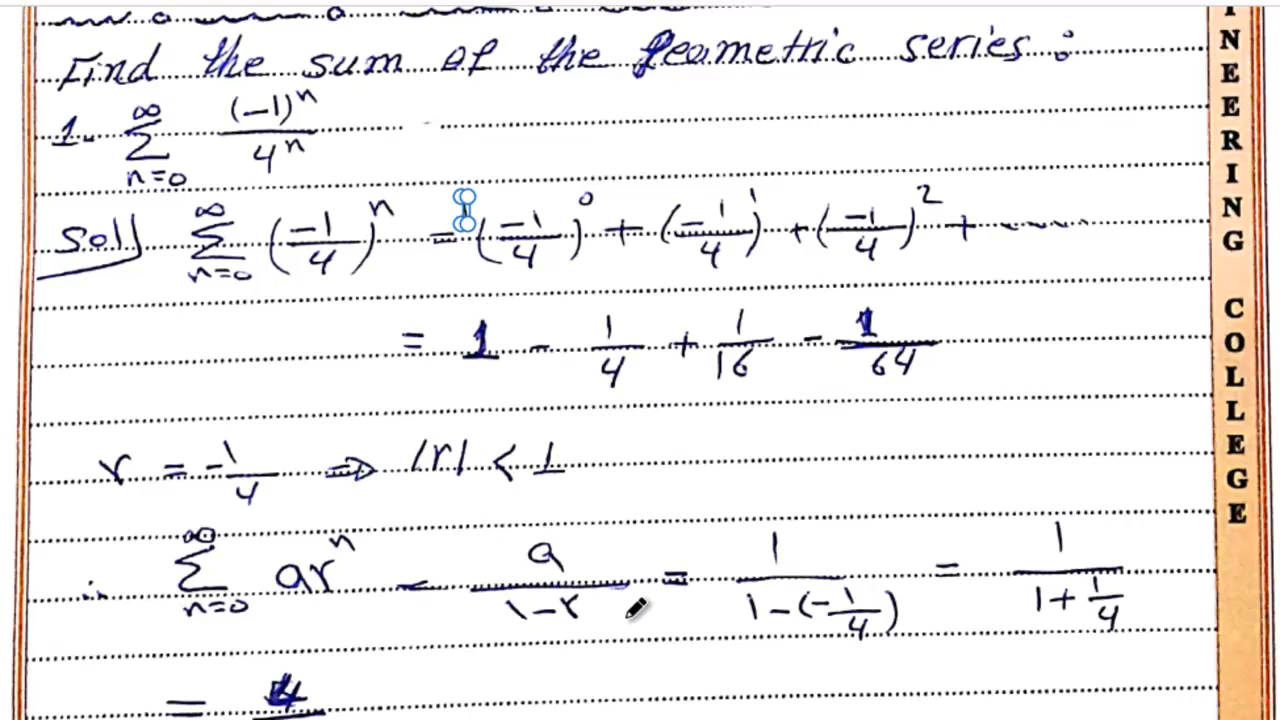 Find the sum of the geometric series :
1. ∞ Σ n=0 (-1)^n / 4^n
Sol ∞ Σ n=0 (-1/4)^n = (-1/4)^0 + (-1/4)^1 + (-1/4)^2 + ......
= 1 - 1/4 + 1/16 - 1/64
r = -1/4 ⇒ |r| < 1
∴ ∞ Σ n=0 ar^n = a/(1-r) = 1/(1-(-1/4)) = 1/(1+1/4)
= 4
INEERING COLLEGE